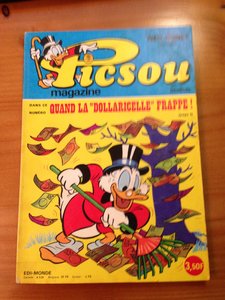 Picsou
magazine
DANS CE
NUMÉRO
QUAND LA "DOLLARICELLE" FRAPPE !
3,50F
EDI-MONDE